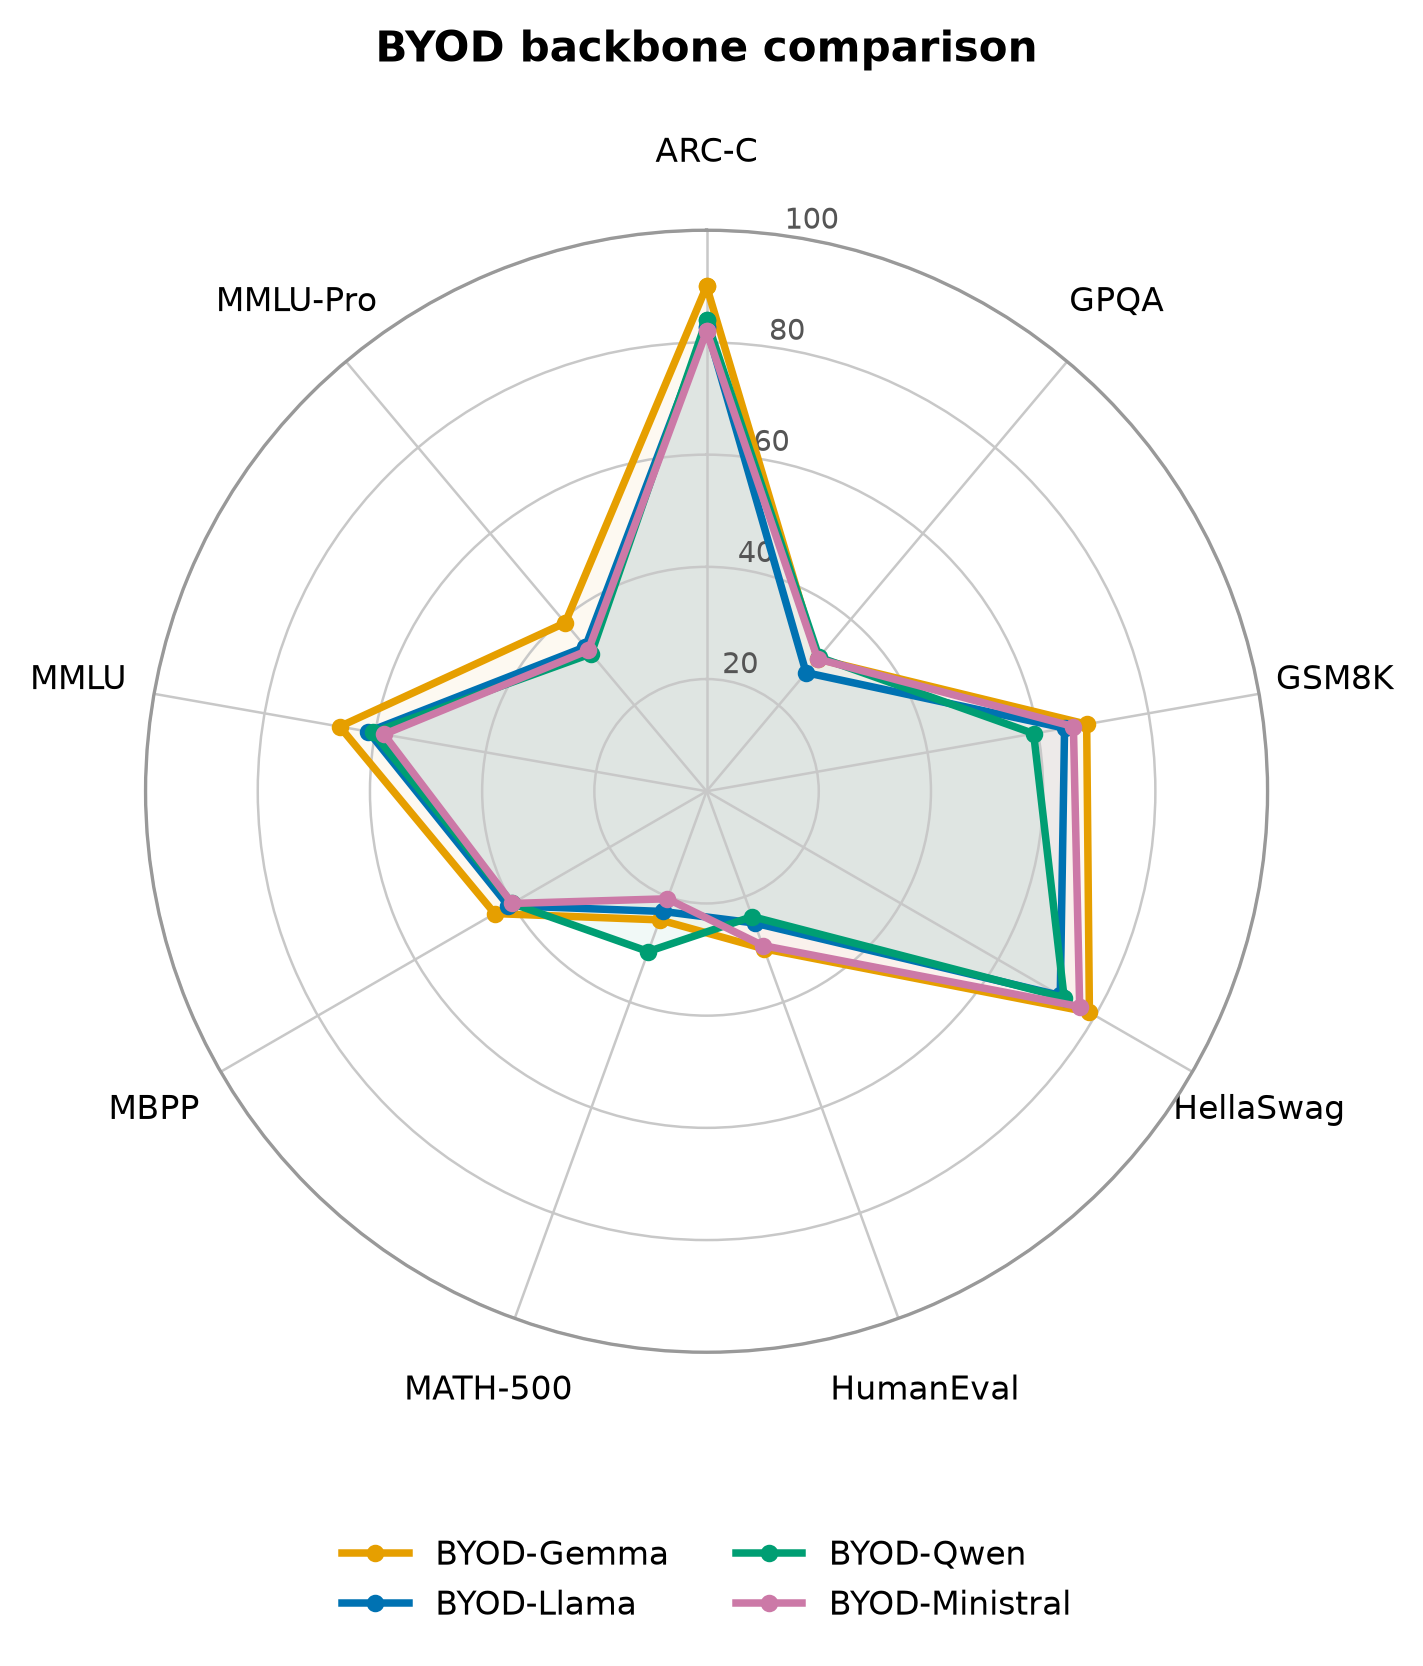 BYOD backbone comparison
ARC-C
100
MMLU-Pro
GPQA
80
60
40
20
MMLU
GSM8K
MBPP
HellaSwag
MATH-500
HumanEval
BYOD-Gemma
BYOD-Qwen
BYOD-Llama
BYOD-Ministral